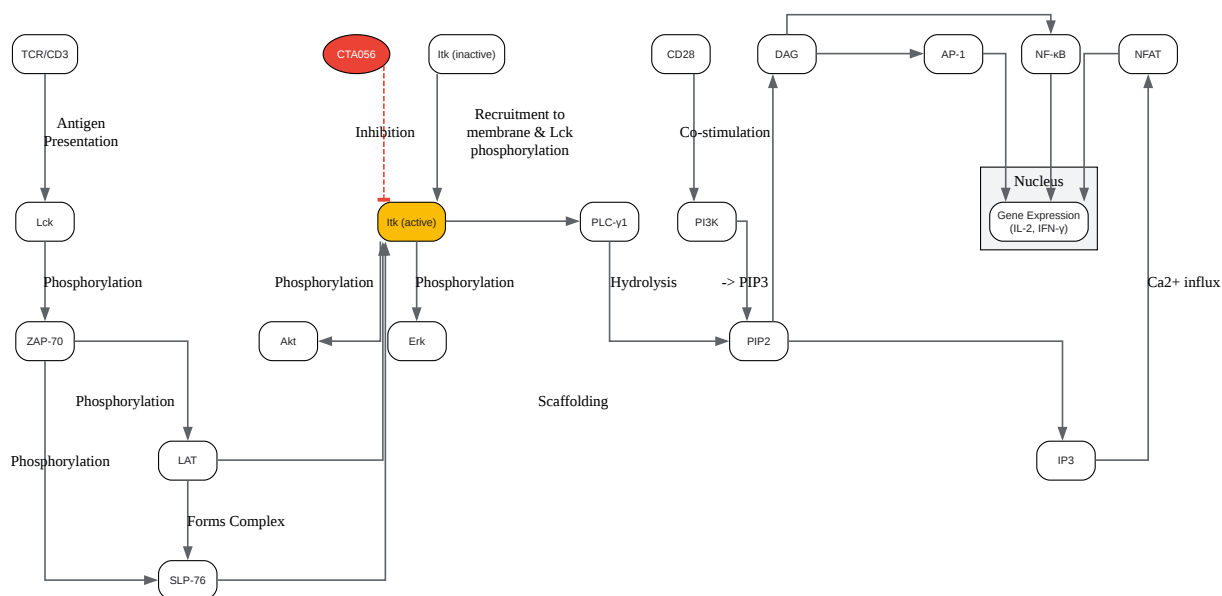 TCR/CD3
CTA056
Itk (inactive)
CD28
DAG
AP-1
NF-κB
NFAT
Antigen
Presentation
Inhibition
Recruitment to
membrane & Lck
phosphorylation
Co-stimulation
Nucleus
Lck
Itk (active)
PLC-γ1
PI3K
Gene Expression
(IL-2, IFN-γ)
Phosphorylation
Phosphorylation
Phosphorylation
Hydrolysis
-> PIP3
Ca2+ influx
ZAP-70
Akt
Erk
PIP2
Phosphorylation
Scaffolding
Phosphorylation
LAT
IP3
Forms Complex
SLP-76